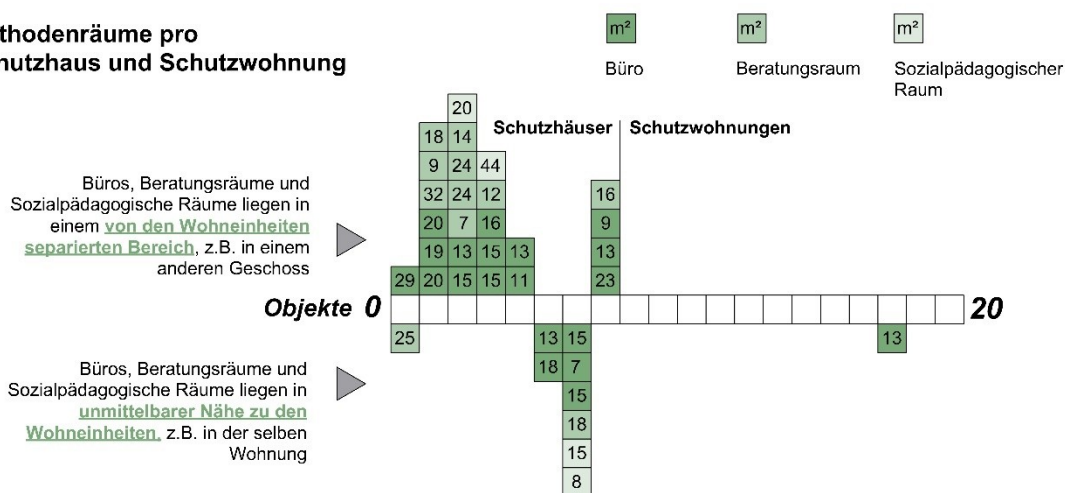 thodenräume pro
nutzhaus und Schutzwohnung
m² m² m²
Büro Beratungsraum Sozialpädagogischer
Raum
20
Schutzhäuser Schutzwohnungen
18 14
9 24 44
Büros, Beratungsräume und
Sozialpädagogische Räume liegen in
einem von den Wohneinheiten
separierten Bereich, z.B. in einem
anderen Geschoss
32 24 12 16
20 7 16 9
19 13 15 13 13
29 20 15 15 11 23
Objekte 0 20
25 13 15 13
18 7
15
18
15
8
Büros, Beratungsräume und
Sozialpädagogische Räume liegen in
unmittelbarer Nähe zu den
Wohneinheiten, z.B. in der selben
Wohnung